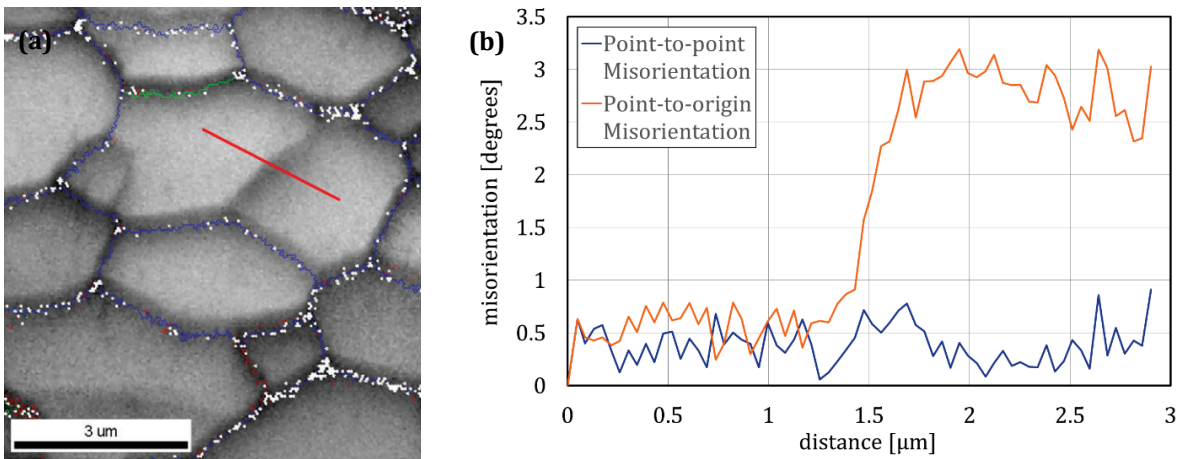 (a)
3 um
(b)
misorientation [degrees]
3.5
3
2.5
2
1.5
1
0.5
0
Point-to-point
Misorientation
Point-to-origin
Misorientation
0 0.5 1 1.5 2 2.5 3
distance [μm]